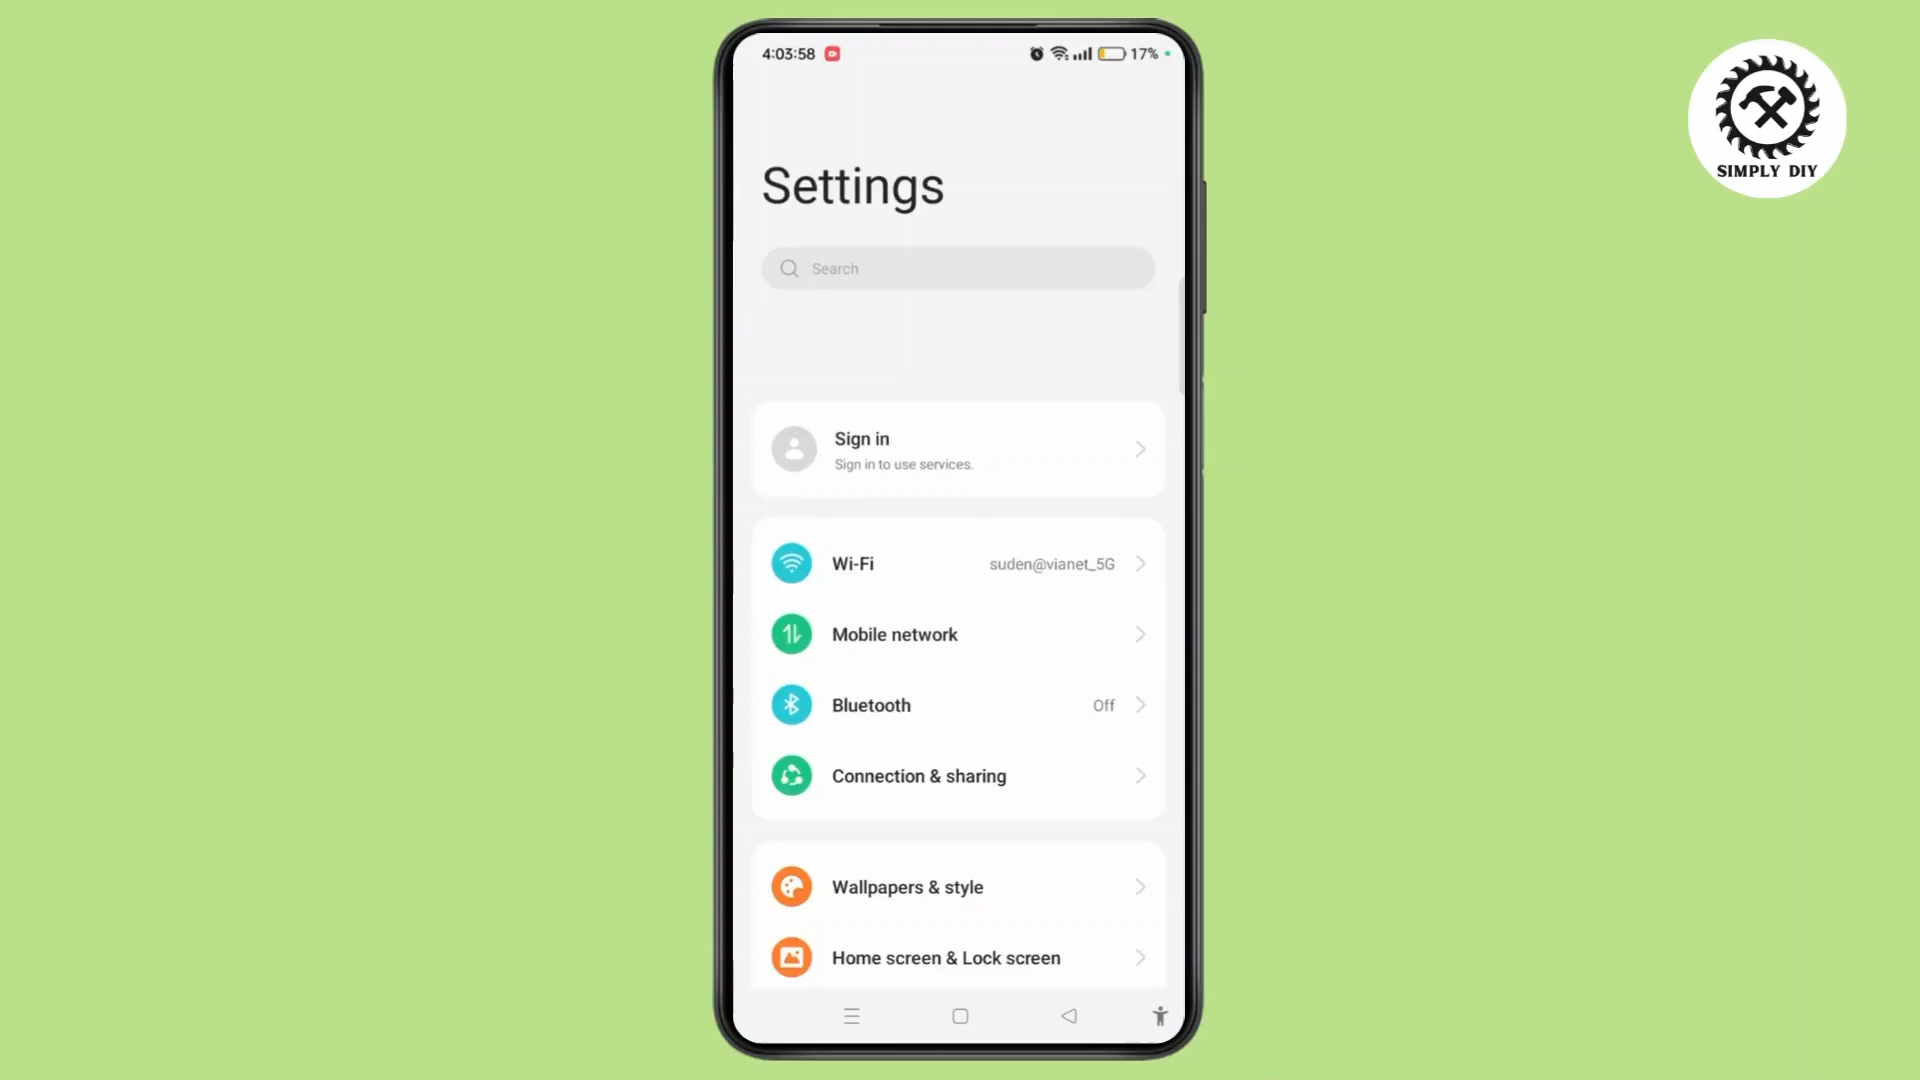 4:03:58
17%
SIMPLY DIY
Settings
Search
Sign in
Sign in to use services.
Wi-Fi suden@vianet_5G
Mobile network
Bluetooth Off
Connection & sharing
Wallpapers & style
Home screen & Lock screen